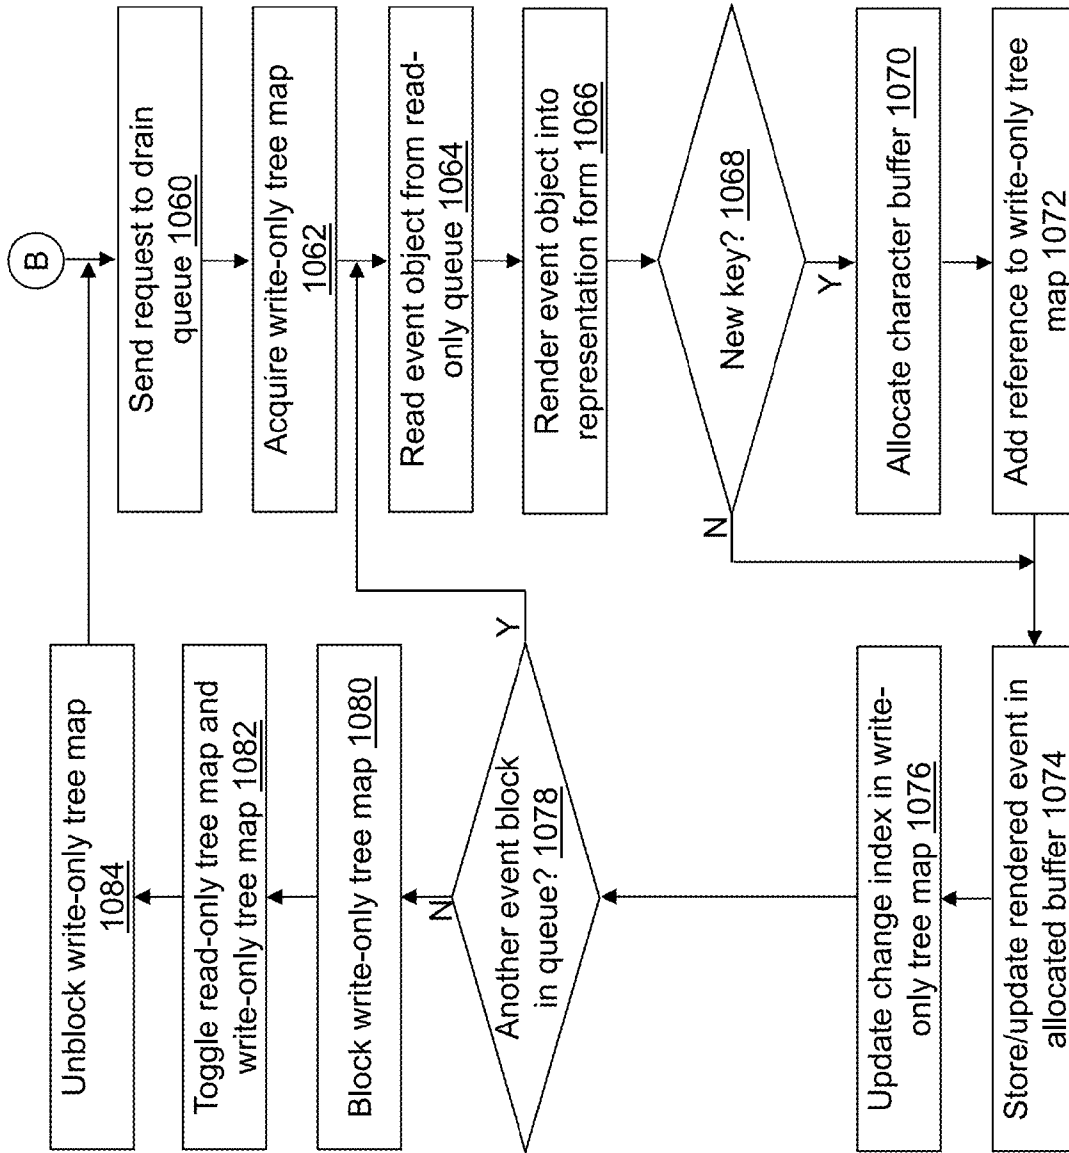 B
Send request to drain
queue 1060
Acquire write-only tree map
1062
Read event object from read-
only queue 1064
Render event object into
representation form 1066
New key? 1068
N
Y
Allocate character buffer 1070
Add reference to write-only tree
map 1072
Store/update rendered event in
allocated buffer 1074
Update change index in write-
only tree map 1076
Another event block
in queue? 1078
Y
N
Block write-only tree map 1080
Toggle read-only tree map and
write-only tree map 1082
Unblock write-only tree map
1084